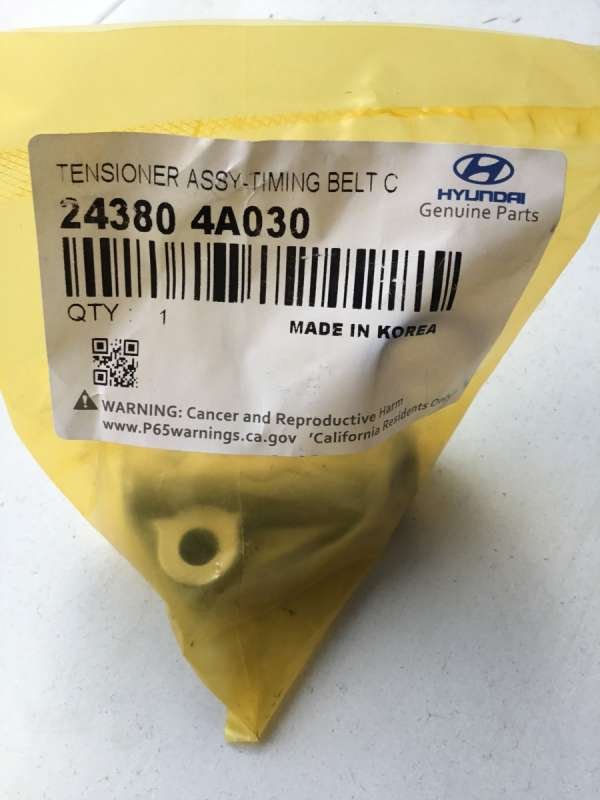 TENSIONER ASSY-TIMING BELT C
HYUNDAI
24380 4A030
Genuine Parts
QTY : 1
MADE IN KOREA
WARNING: Cancer and Reproductive Harm
www.P65warnings.ca.gov 'California Residents Only